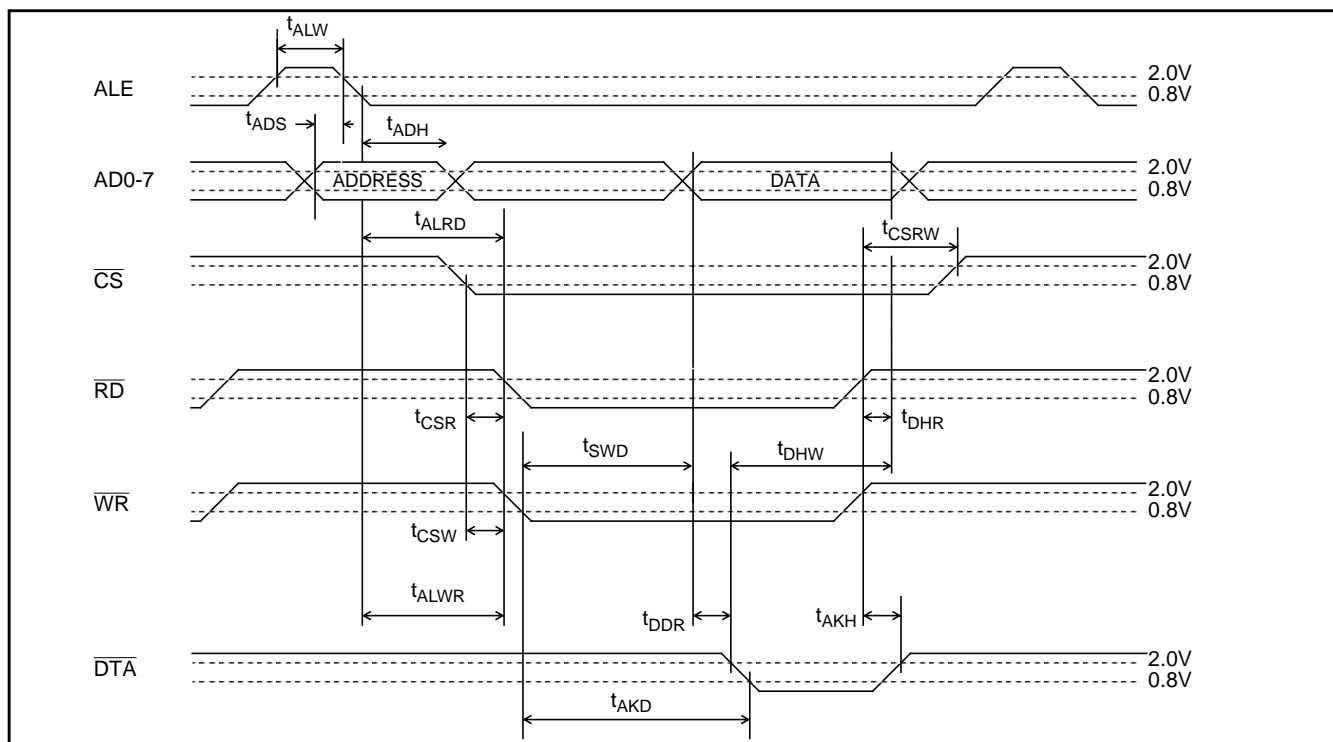 tALW
ALE
2.0V
0.8V
tADS
tADH
AD0-7
ADDRESS
DATA
2.0V
0.8V
tALRD
tCSRW
CS
2.0V
0.8V
RD
2.0V
0.8V
tCSR
tDHR
tSWD
tDHW
WR
2.0V
0.8V
tCSW
tALWR
tDDR
tAKH
DTA
2.0V
0.8V
tAKD